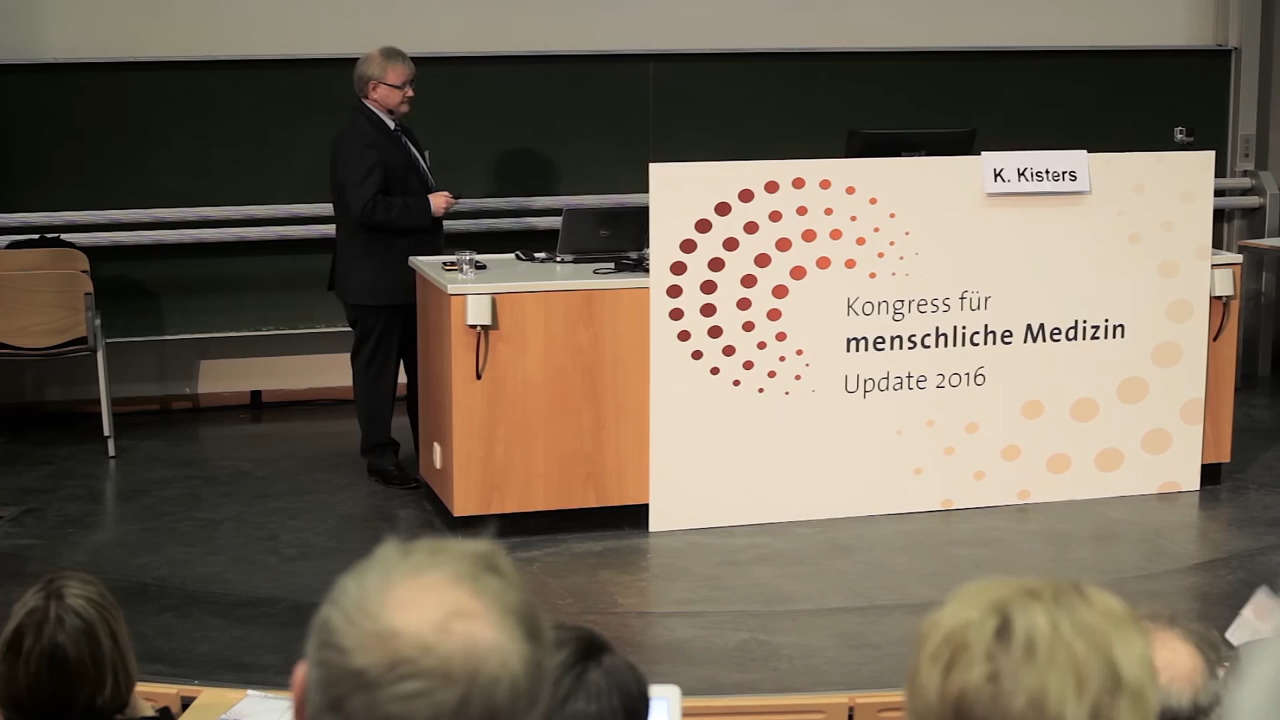 K. Kisters
Kongress für
menschliche Medizin
Update 2016